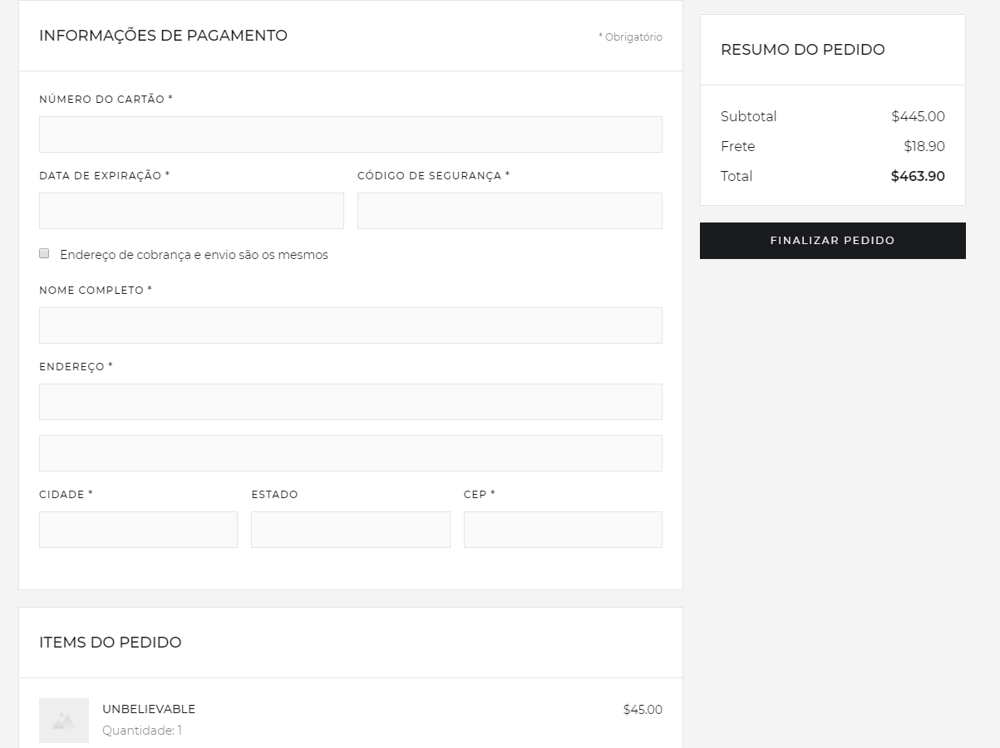 INFORMAÇÕES DE PAGAMENTO
* Obrigatório
NÚMERO DO CARTÃO *
DATA DE EXPIRAÇÃO *
CÓDIGO DE SEGURANÇA *
Endereço de cobrança e envio são os mesmos
NOME COMPLETO *
ENDEREÇO *
CIDADE *
ESTADO
CEP *
ITEMS DO PEDIDO
UNBELIEVABLE
$45.00
Quantidade: 1
RESUMO DO PEDIDO
Subtotal $445.00
Frete $18.90
Total $463.90
FINALIZAR PEDIDO